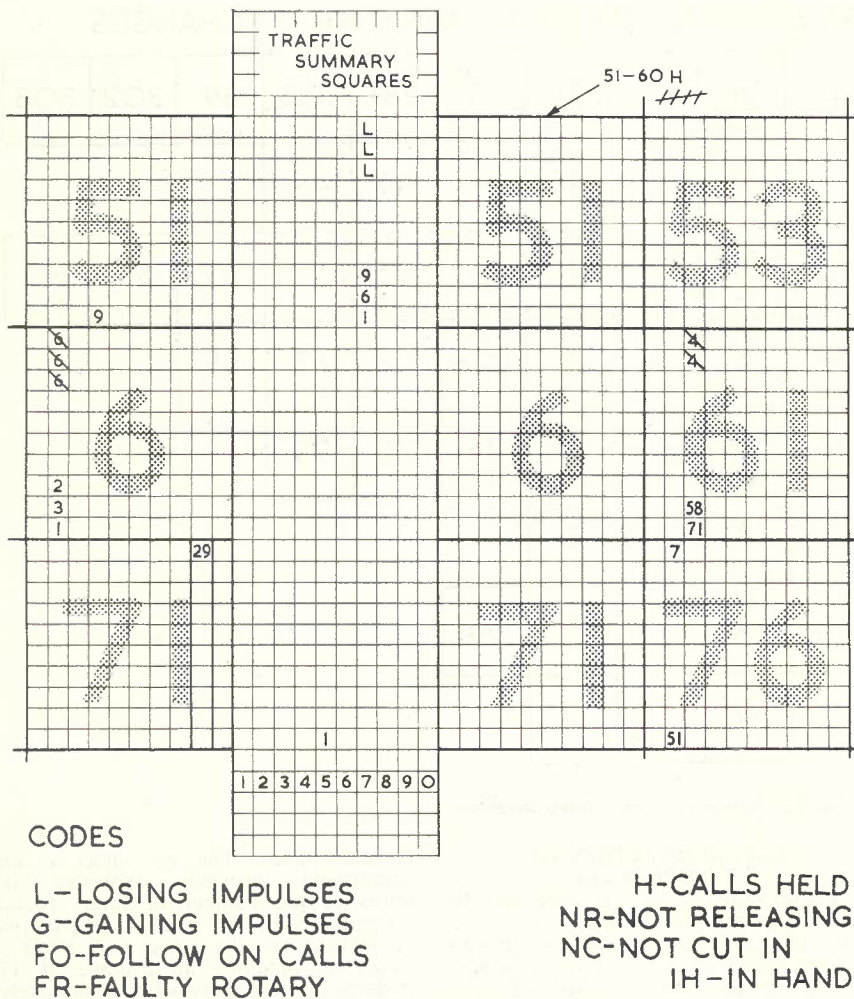 TRAFFIC
SUMMARY
SQUARES
51-60 H
L
L
L
51 51 53
9
6
9 1
6 4
6 4
6
6 6 61
2
3 58
1 71
29 7
71 71 76
1 51
1 2 3 4 5 6 7 8 9 0
CODES
L-LOSING IMPULSES
G-GAINING IMPULSES
FO-FOLLOW ON CALLS
FR-FAULTY ROTARY
H-CALLS HELD
NR-NOT RELEASING
NC-NOT CUT IN
IH-IN HAND